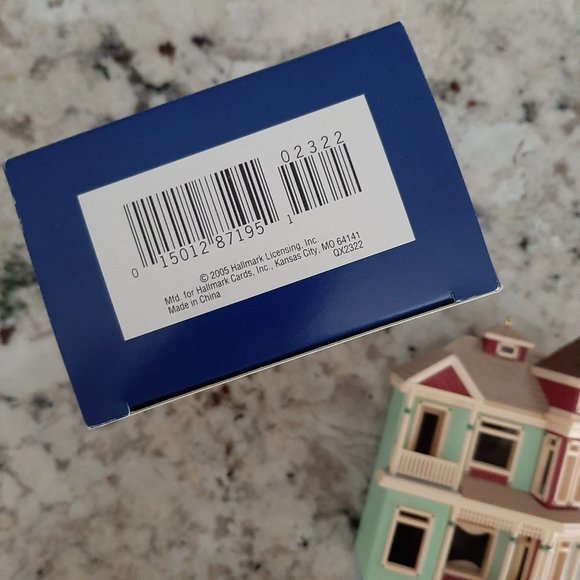 02322
0 15012 87195 1
© 2005 Hallmark Licensing, Inc.
Mfd. for Hallmark Cards, Inc., Kansas City, MO 64141
Made in China
QX2322